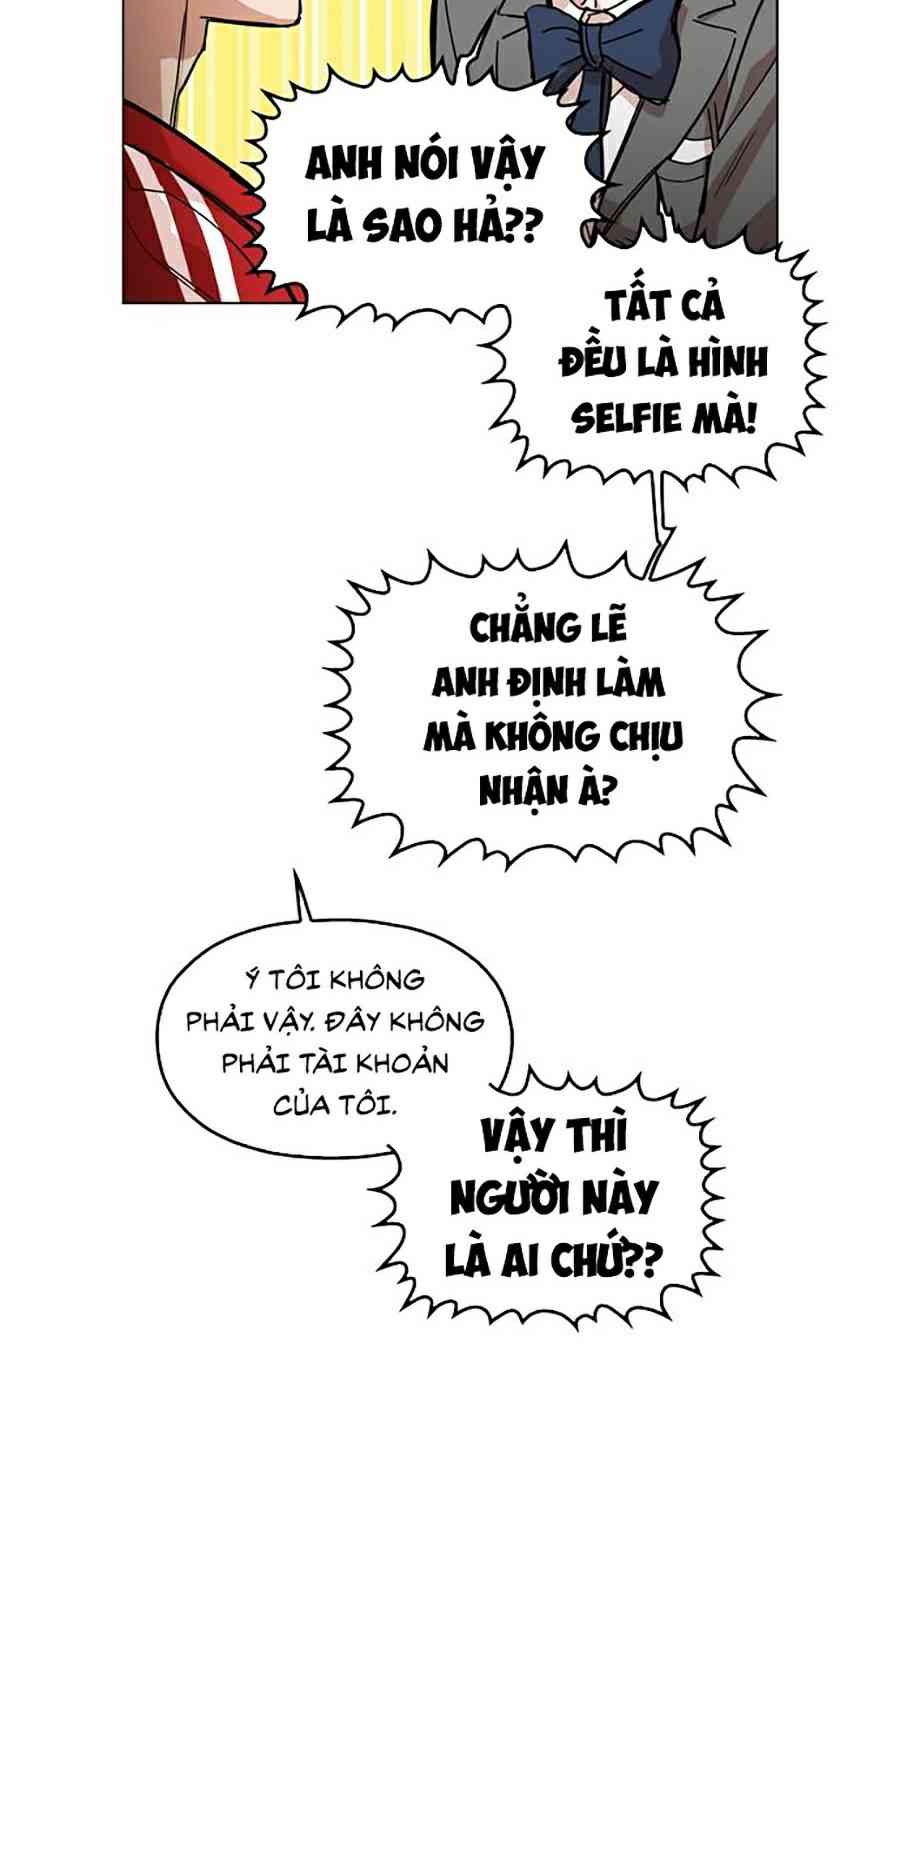 ANH NÓI VẬY
LÀ SAO HẢ??
TẤT CẢ
ĐỀU LÀ HÌNH
SELFIE MÀ!
CHẲNG LẼ
ANH ĐỊNH LÀM
MÀ KHÔNG CHỊU
NHẬN À?
Ý TÔI KHÔNG
PHẢI VẬY. ĐÂY KHÔNG
PHẢI TÀI KHOẢN
CỦA TÔI.
VẬY THÌ
NGƯỜI NÀY
LÀ AI CHỨ??